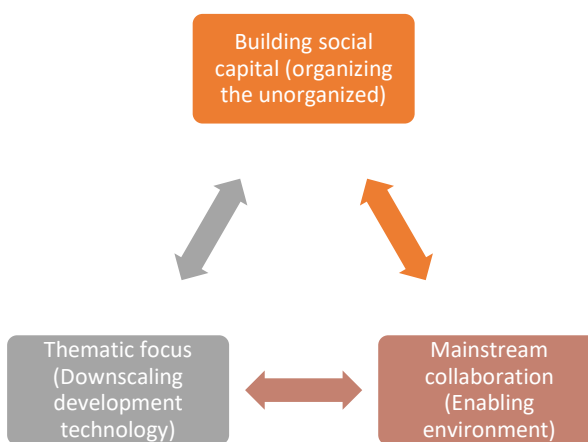 Building social
capital (organizing
the unorganized)
Thematic focus
(Downscaling
development
technology)
Mainstream
collaboration
(Enabling
environment)